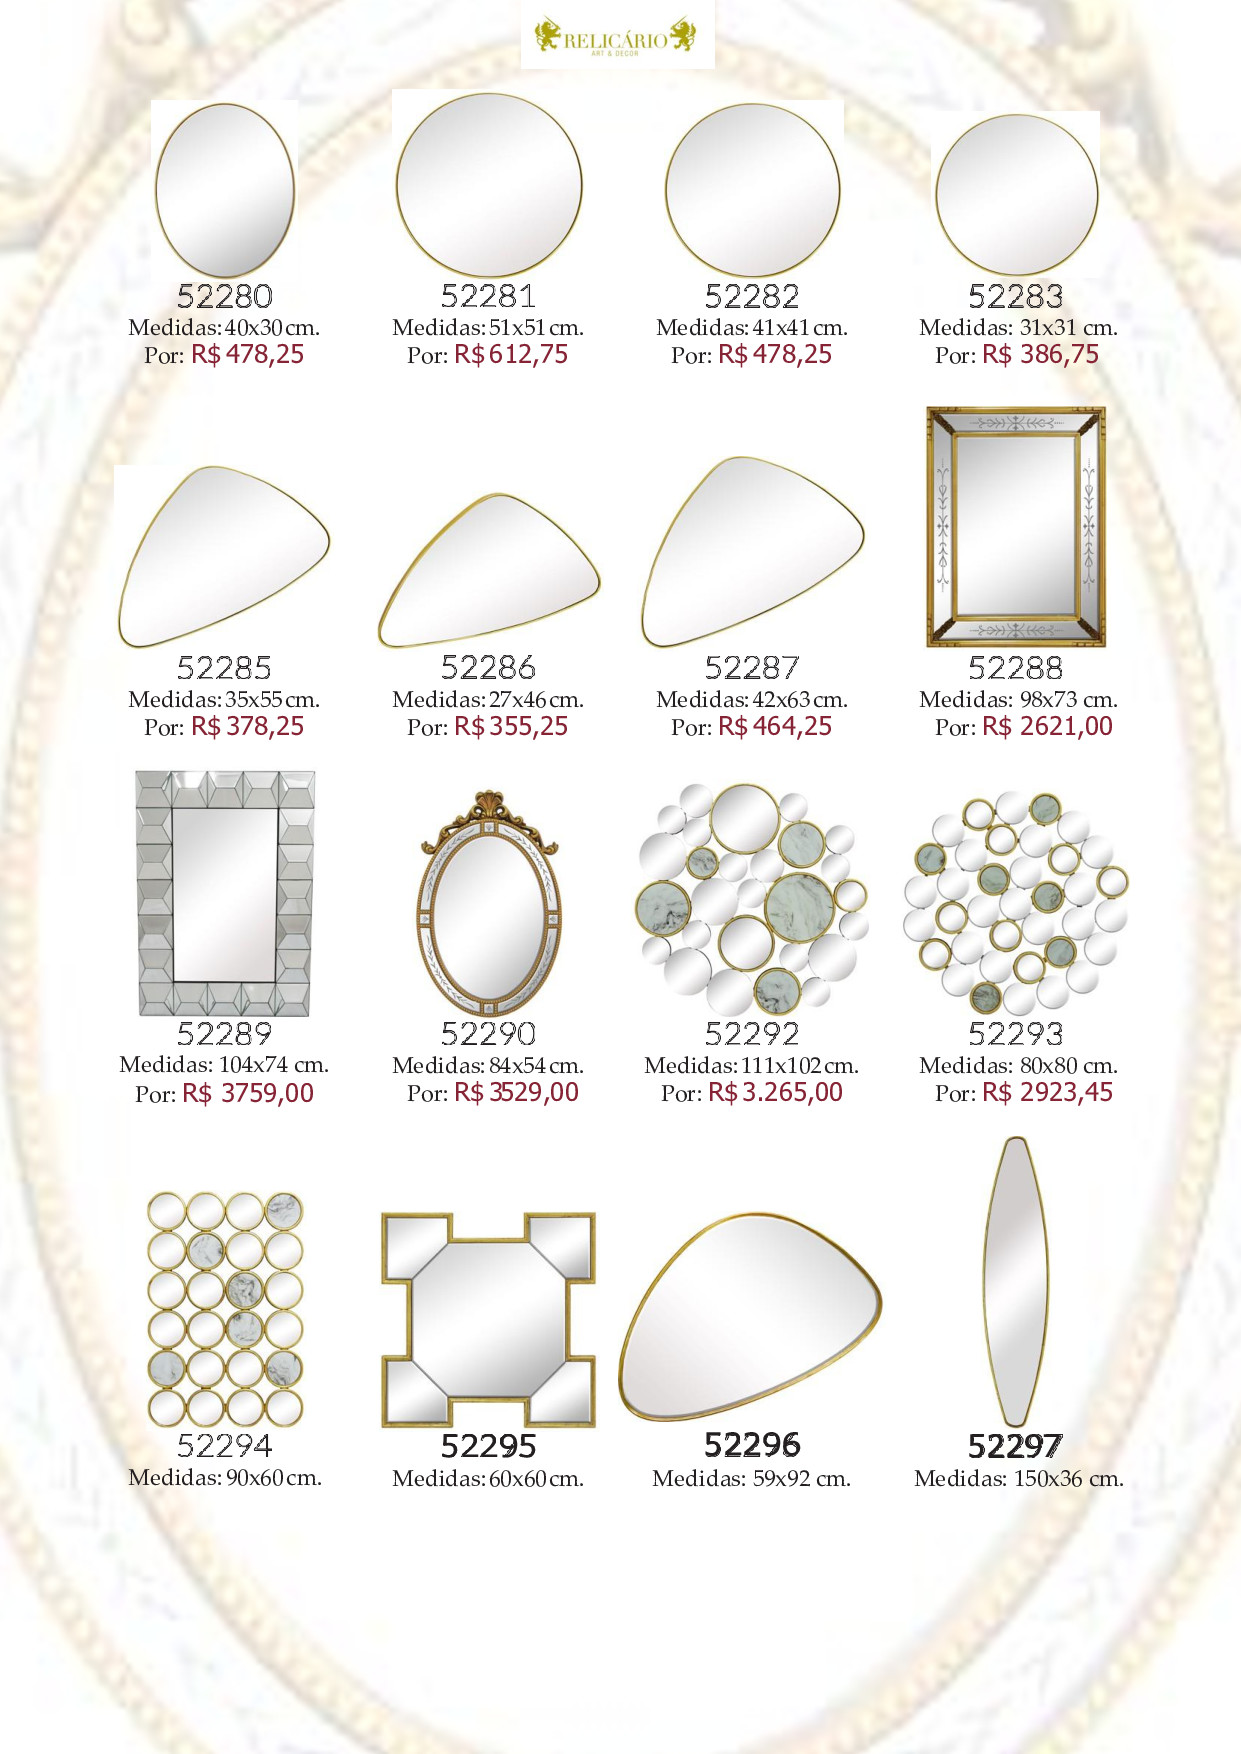 RELICÁRIO
ART & DECOR
52280
Medidas: 40x30 cm.
Por: R$ 478,25
52281
Medidas: 51x51 cm.
Por: R$ 612,75
52282
Medidas: 41x41 cm.
Por: R$ 478,25
52283
Medidas: 31x31 cm.
Por: R$ 386,75
52285
Medidas: 35x55 cm.
Por: R$ 378,25
52286
Medidas: 27x46 cm.
Por: R$ 355,25
52287
Medidas: 42x63 cm.
Por: R$ 464,25
52288
Medidas: 98x73 cm.
Por: R$ 2621,00
52289
Medidas: 104x74 cm.
Por: R$ 3759,00
52290
Medidas: 84x54 cm.
Por: R$ 3529,00
52292
Medidas: 111x102 cm.
Por: R$ 3.265,00
52293
Medidas: 80x80 cm.
Por: R$ 2923,45
52294
Medidas: 90x60 cm.
52295
Medidas: 60x60 cm.
52296
Medidas: 59x92 cm.
52297
Medidas: 150x36 cm.